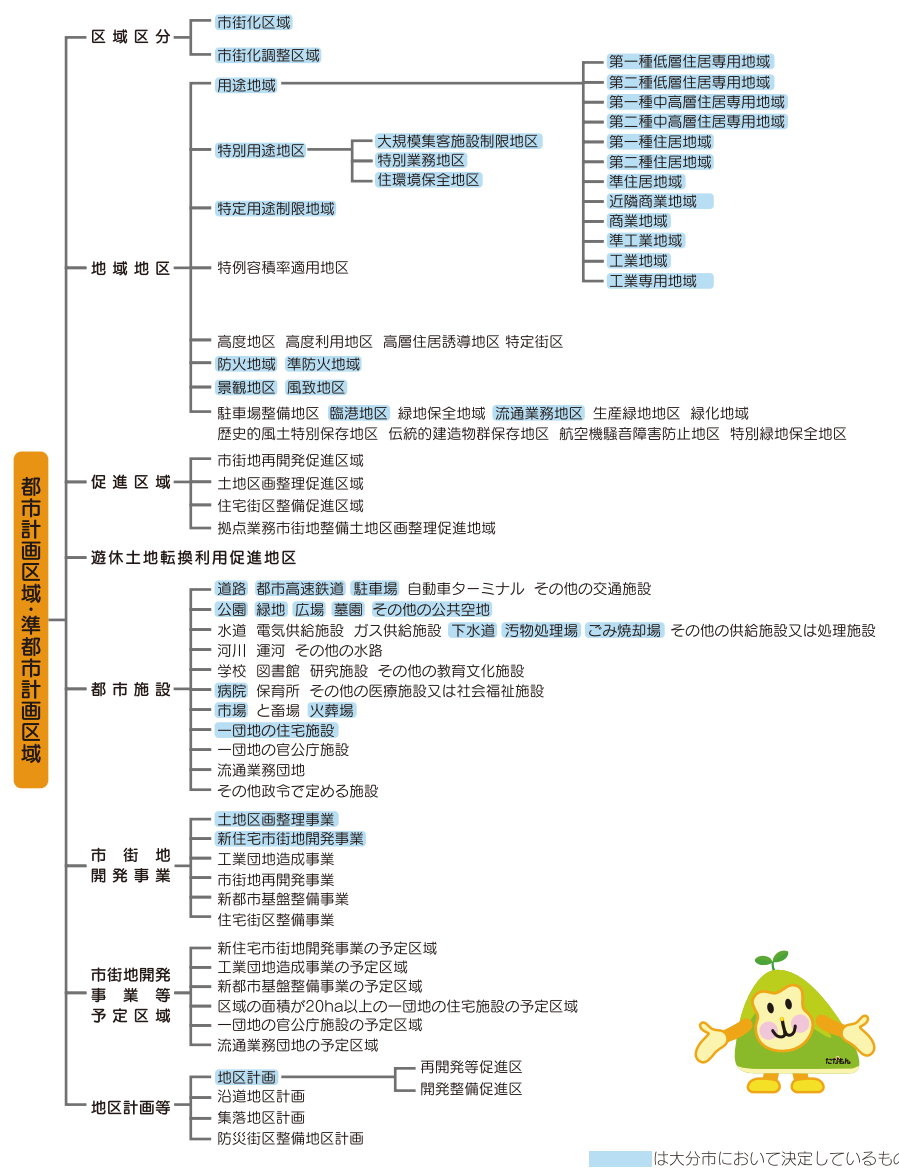 都市計画区域・準都市計画区域
区域区分
市街化区域
市街化調整区域
地域地区
用途地域
第一種低層住居専用地域
第二種低層住居専用地域
第一種中高層住居専用地域
第二種中高層住居専用地域
第一種住居地域
第二種住居地域
準住居地域
近隣商業地域
商業地域
準工業地域
工業地域
工業専用地域
特別用途地区
大規模集客施設制限地区
特別業務地区
住環境保全地区
特定用途制限地域
特例容積率適用地区
高度地区 高度利用地区 高層住居誘導地区 特定街区
防火地域 準防火地域
景観地区 風致地区
駐車場整備地区 臨港地区 緑地保全地域 流通業務地区 生産緑地地区 緑化地域
歴史的風土特別保存地区 伝統的建造物群保存地区 航空機騒音障害防止地区 特別緑地保全地区
促進区域
市街地再開発促進区域
土地区画整理促進区域
住宅街区整備促進区域
拠点業務市街地整備土地区画整理促進地域
遊休土地転換利用促進地区
都市施設
道路 都市高速鉄道 駐車場 自動車ターミナル その他の交通施設
公園 緑地 広場 墓園 その他の公共空地
水道 電気供給施設 ガス供給施設 下水道 汚物処理場 ごみ焼却場 その他の供給施設又は処理施設
河川 運河 その他の水路
学校 図書館 研究施設 その他の教育文化施設
病院 保育所 その他の医療施設又は社会福祉施設
市場 と畜場 火葬場
一団地の住宅施設
一団地の官公庁施設
流通業務団地
その他政令で定める施設
市街地
開発事業
土地区画整理事業
新住宅市街地開発事業
工業団地造成事業
市街地再開発事業
新都市基盤整備事業
住宅街区整備事業
市街地開発
事業等
予定区域
新住宅市街地開発事業の予定区域
工業団地造成事業の予定区域
新都市基盤整備事業の予定区域
区域の面積が20ha以上の一団地の住宅施設の予定区域
一団地の官公庁施設の予定区域
流通業務団地の予定区域
地区計画等
地区計画
再開発等促進区
開発整備促進区
沿道地区計画
集落地区計画
防災街区整備地区計画
たかもん
は大分市において決定しているもの